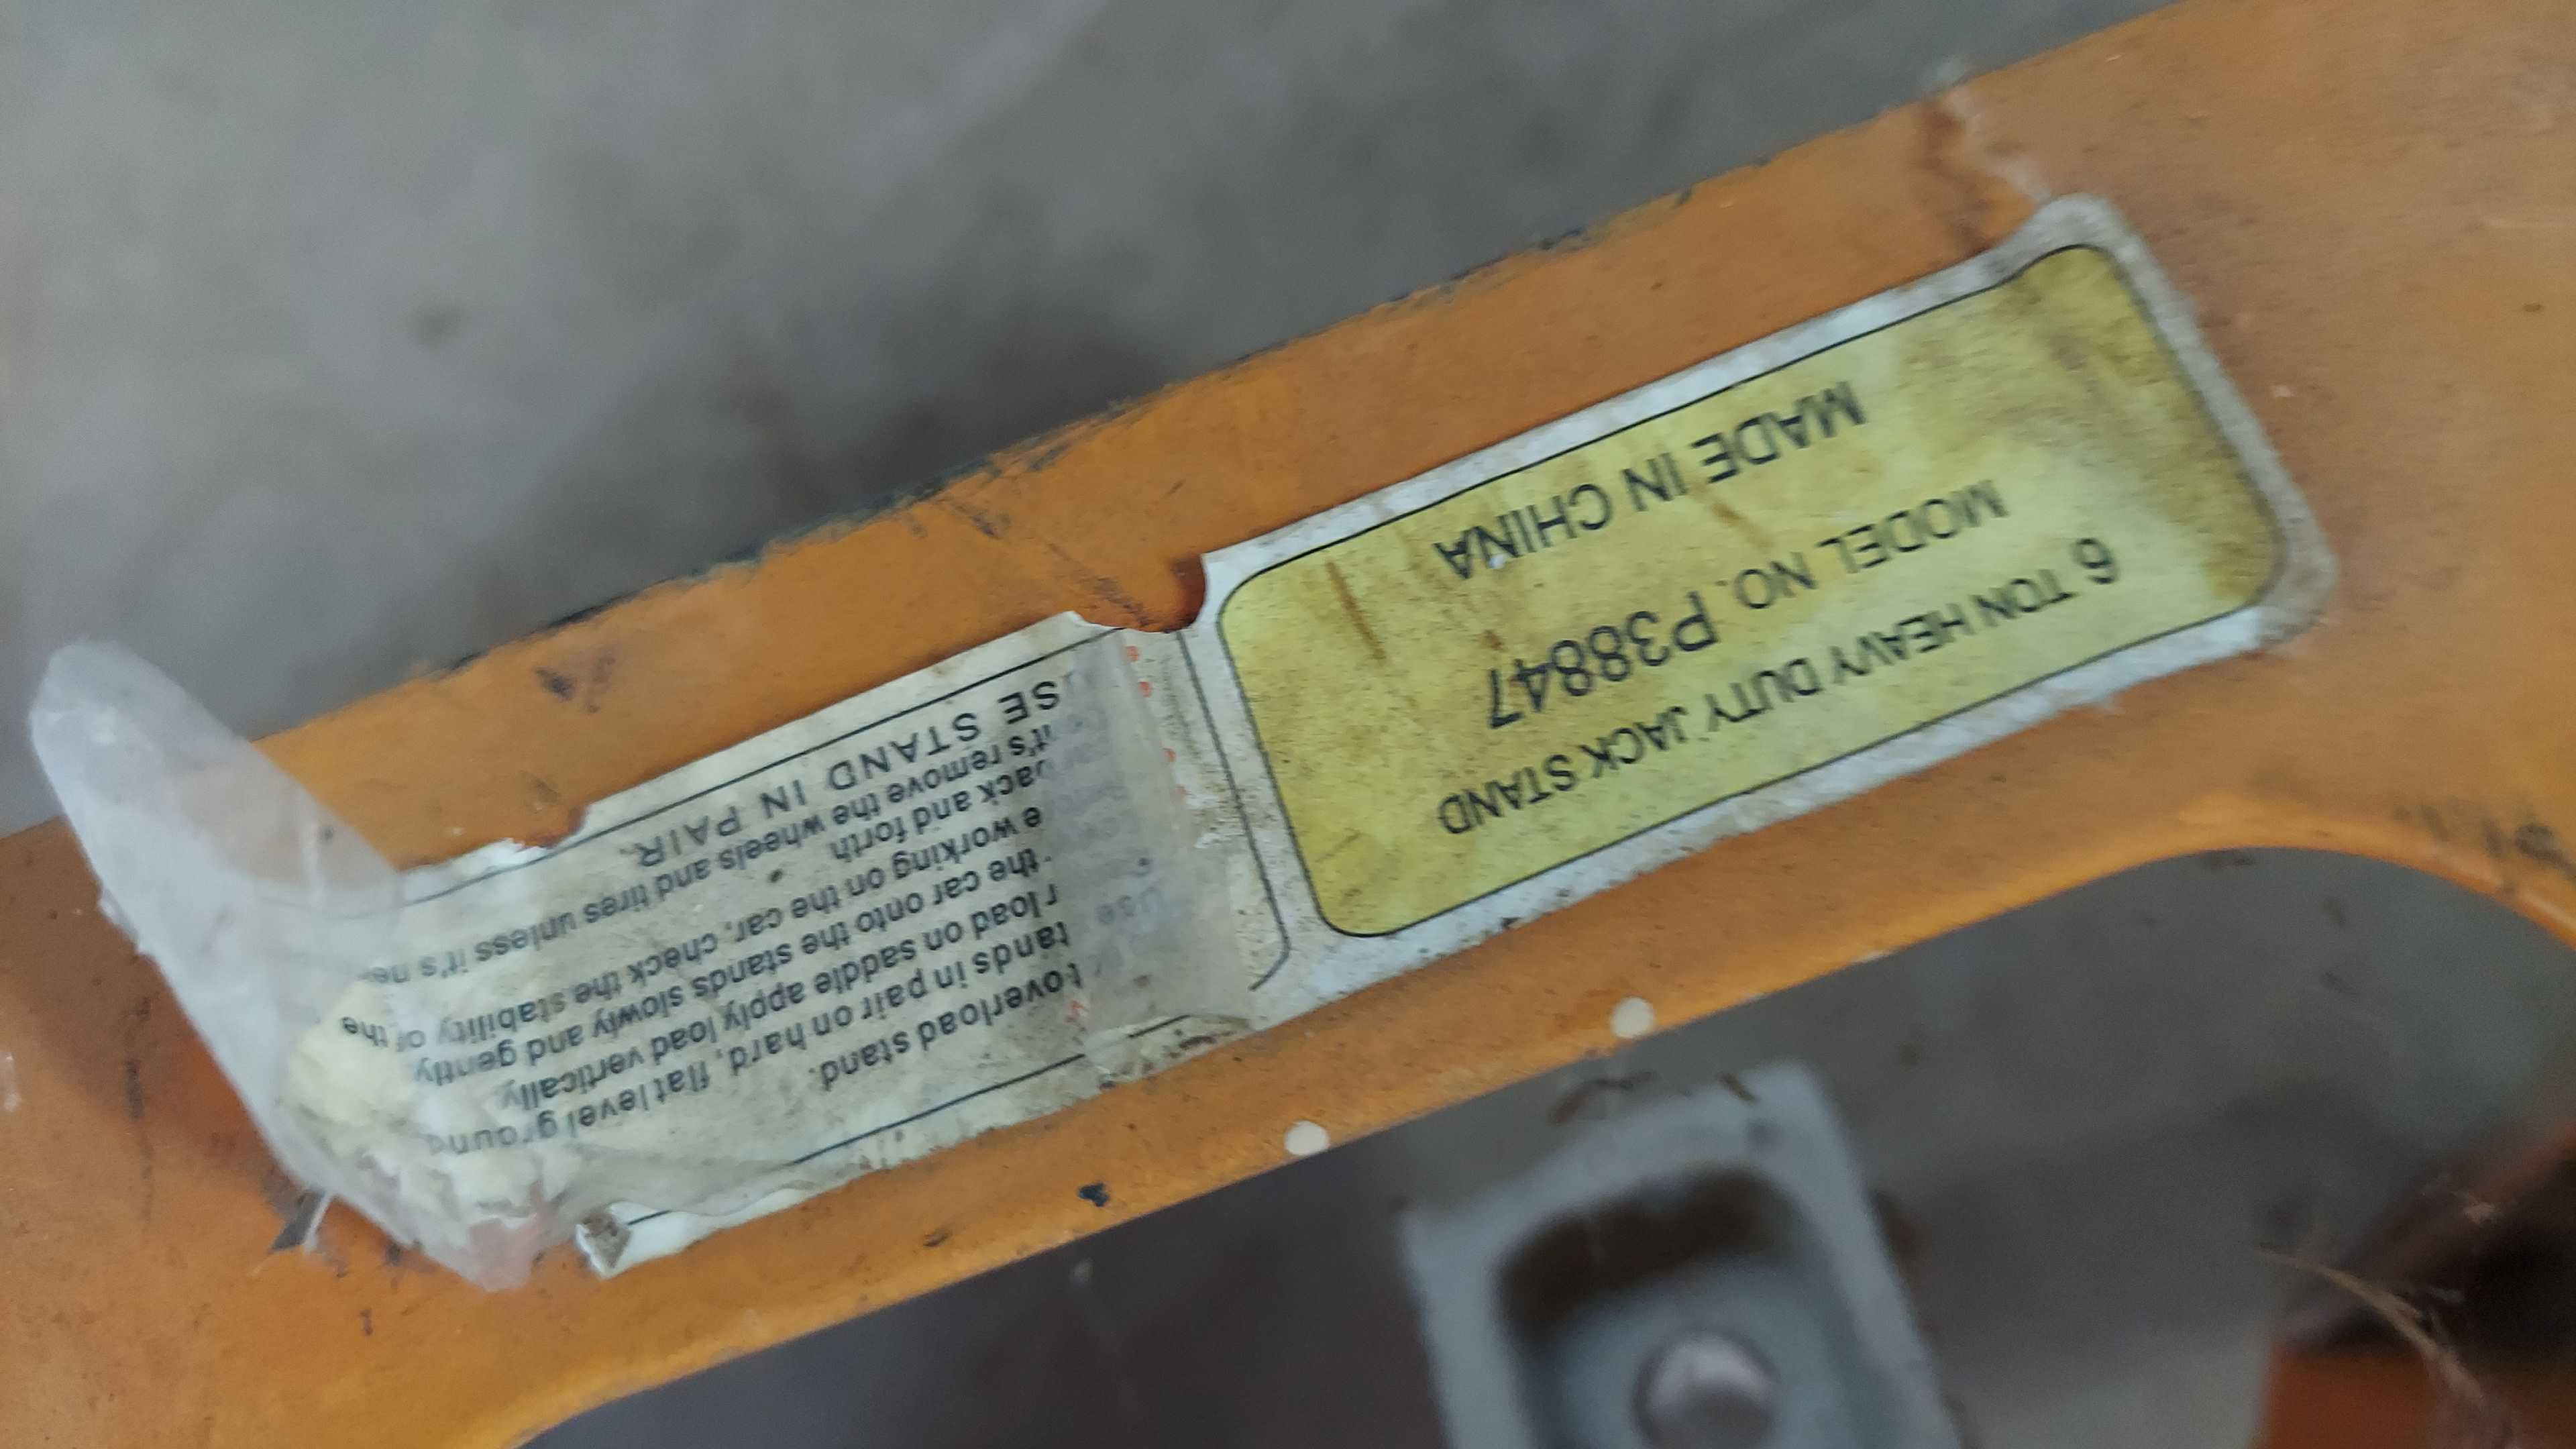 6 TON HEAVY DUTY JACK STAND
MODEL NO. P38847
MADE IN CHINA
overload stand.
tands in pair on hard, flat level ground
r load on saddle apply load vertically.
the car onto the stands slowly and gently
e working on the car, check the stability of the
ack and forth
it's remove the wheels and tires unless it's ne
SE STAND IN PAIR.